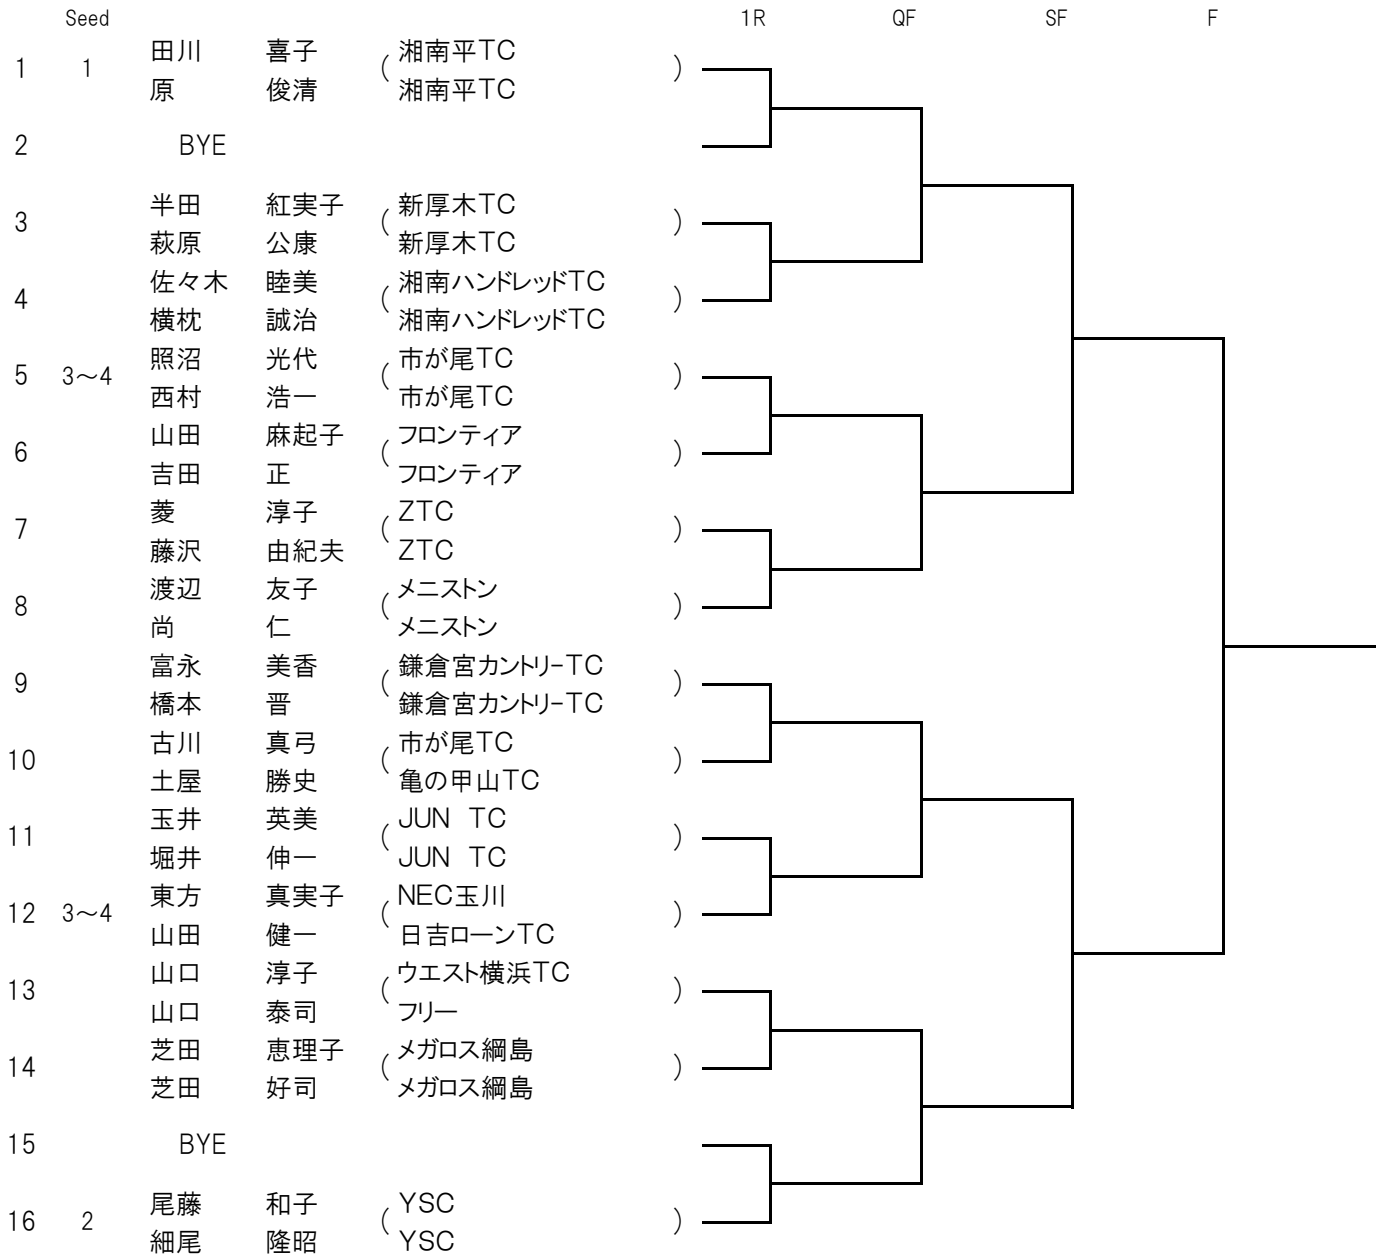 Seed 1R QF SF F
田川 喜子 湘南平TC
1 1 ( )
原 俊清 湘南平TC
2 BYE
半田 紅実子 新厚木TC
3 ( )
萩原 公康 新厚木TC
佐々木 睦美 湘南ハンドレッドTC
4 ( )
横枕 誠治 湘南ハンドレッドTC
照沼 光代 市が尾TC
5 3～4 ( )
西村 浩一 市が尾TC
山田 麻起子 フロンティア
6 ( )
吉田 正 フロンティア
菱 淳子 ZTC
7 ( )
藤沢 由紀夫 ZTC
渡辺 友子 メニストン
8 ( )
尚 仁 メニストン
富永 美香 鎌倉宮カントリ-TC
9 ( )
橋本 晋 鎌倉宮カントリ-TC
古川 真弓 市が尾TC
10 ( )
土屋 勝史 亀の甲山TC
玉井 英美 JUN TC
11 ( )
堀井 伸一 JUN TC
東方 真実子 NEC玉川
12 3～4 ( )
山田 健一 日吉ローンTC
山口 淳子 ウエスト横浜TC
13 ( )
山口 泰司 フリー
芝田 恵理子 メガロス綱島
14 ( )
芝田 好司 メガロス綱島
15 BYE
尾藤 和子 YSC
16 2 ( )
細尾 隆昭 YSC